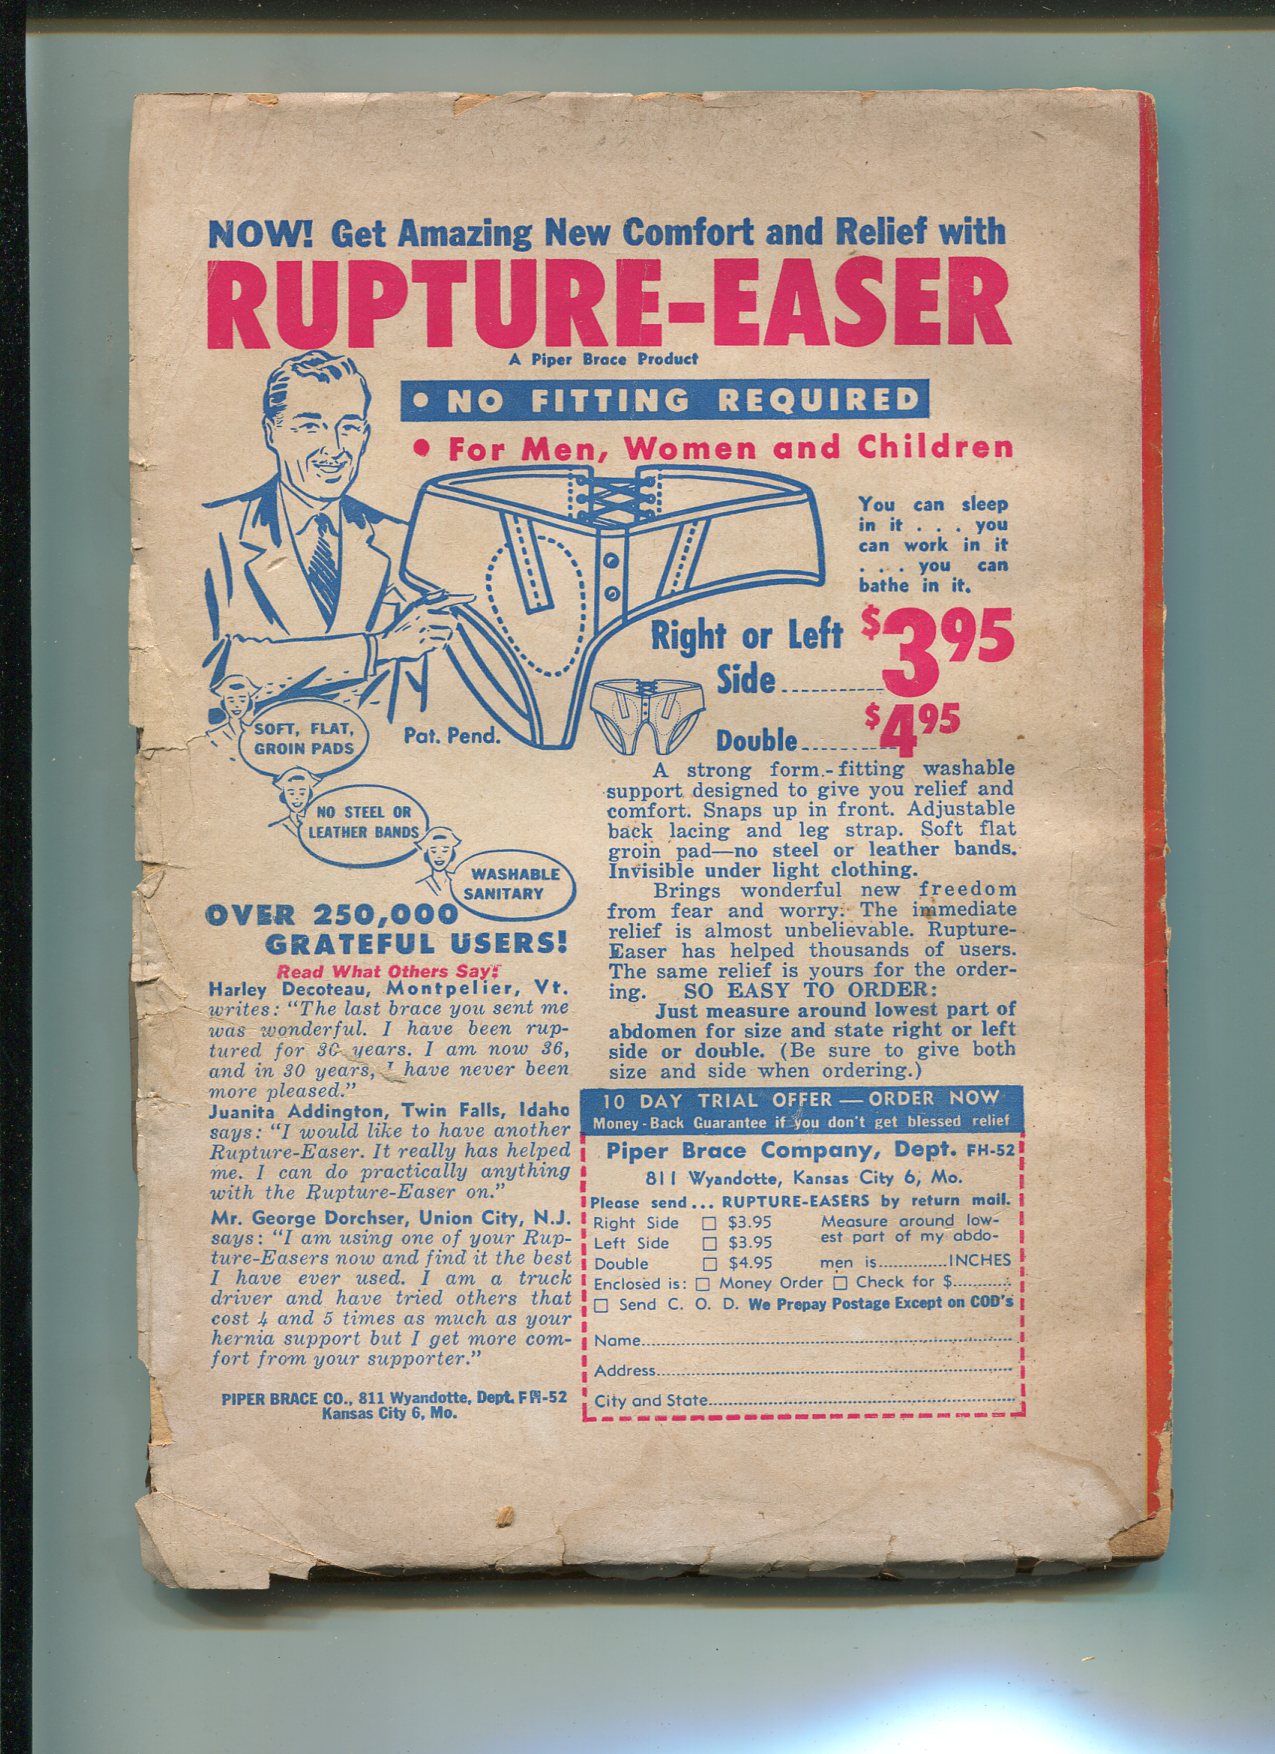 NOW! Get Amazing New Comfort and Relief with
RUPTURE-EASER
A Piper Brace Product
• NO FITTING REQUIRED
• For Men, Women and Children
You can sleep
in it . . . you
can work in it
. . . you can
bathe in it.
Right or Left
Side............ $3.95
Double......... $4.95
Pat. Pend.
SOFT, FLAT,
GROIN PADS
NO STEEL OR
LEATHER BANDS
WASHABLE
SANITARY
OVER 250,000
GRATEFUL USERS!
Read What Others Say!
Harley Decoteau, Montpelier, Vt.
writes: "The last brace you sent me
was wonderful. I have been rup-
tured for 30 years. I am now 36,
and in 30 years, I have never been
more pleased."
Juanita Addington, Twin Falls, Idaho
says: "I would like to have another
Rupture-Easer. It really has helped
me. I can do practically anything
with the Rupture-Easer on."
Mr. George Dorchser, Union City, N.J.
says: "I am using one of your Rup-
ture-Easers now and find it the best
I have ever used. I am a truck
driver and have tried others that
cost 4 and 5 times as much as your
hernia support but I get more com-
fort from your supporter."
PIPER BRACE CO., 811 Wyandotte, Dept. FH-52
Kansas City 6, Mo.
A strong form-fitting washable
support designed to give you relief and
comfort. Snaps up in front. Adjustable
back lacing and leg strap. Soft flat
groin pad—no steel or leather bands.
Invisible under light clothing.
Brings wonderful new freedom
from fear and worry. The immediate
relief is almost unbelievable. Rupture-
Easer has helped thousands of users.
The same relief is yours for the order-
ing. SO EASY TO ORDER:
Just measure around lowest part of
abdomen for size and state right or left
side or double. (Be sure to give both
size and side when ordering.)
10 DAY TRIAL OFFER — ORDER NOW
Money-Back Guarantee if you don't get blessed relief
Piper Brace Company, Dept. FH-52
811 Wyandotte, Kansas City 6, Mo.
Please send... RUPTURE-EASERS by return mail.
Right Side □ $3.95 Measure around low-
Left Side □ $3.95 est part of my abdo-
Double □ $4.95 men is..............INCHES
Enclosed is: □ Money Order □ Check for $............
□ Send C. O. D. We Prepay Postage Except on COD's
Name....................
Address....................
City and State....................